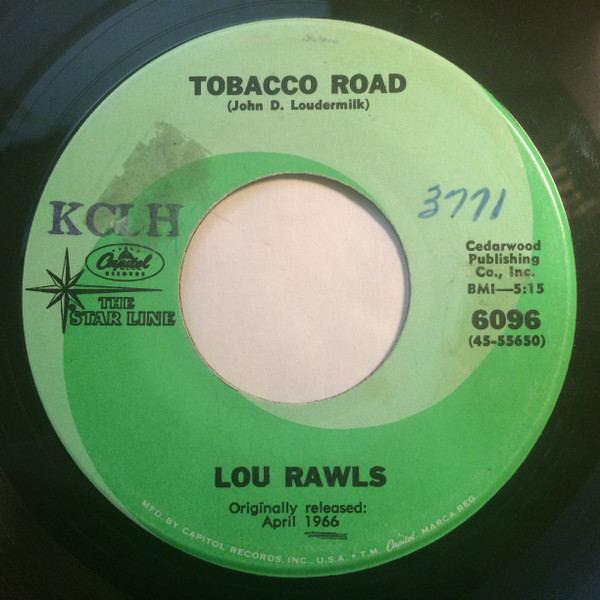 TOBACCO ROAD
(John D. Loudermilk)
KCLH
3771
Capitol
RECORDS
THE
STAR LINE
Cedarwood
Publishing
Co., Inc.
BMI—5:15
6096
(45-55650)
LOU RAWLS
Originally released:
April 1966
MFD. BY CAPITOL RECORDS, INC., U.S.A. • T.M. Capitol MARCA REG.